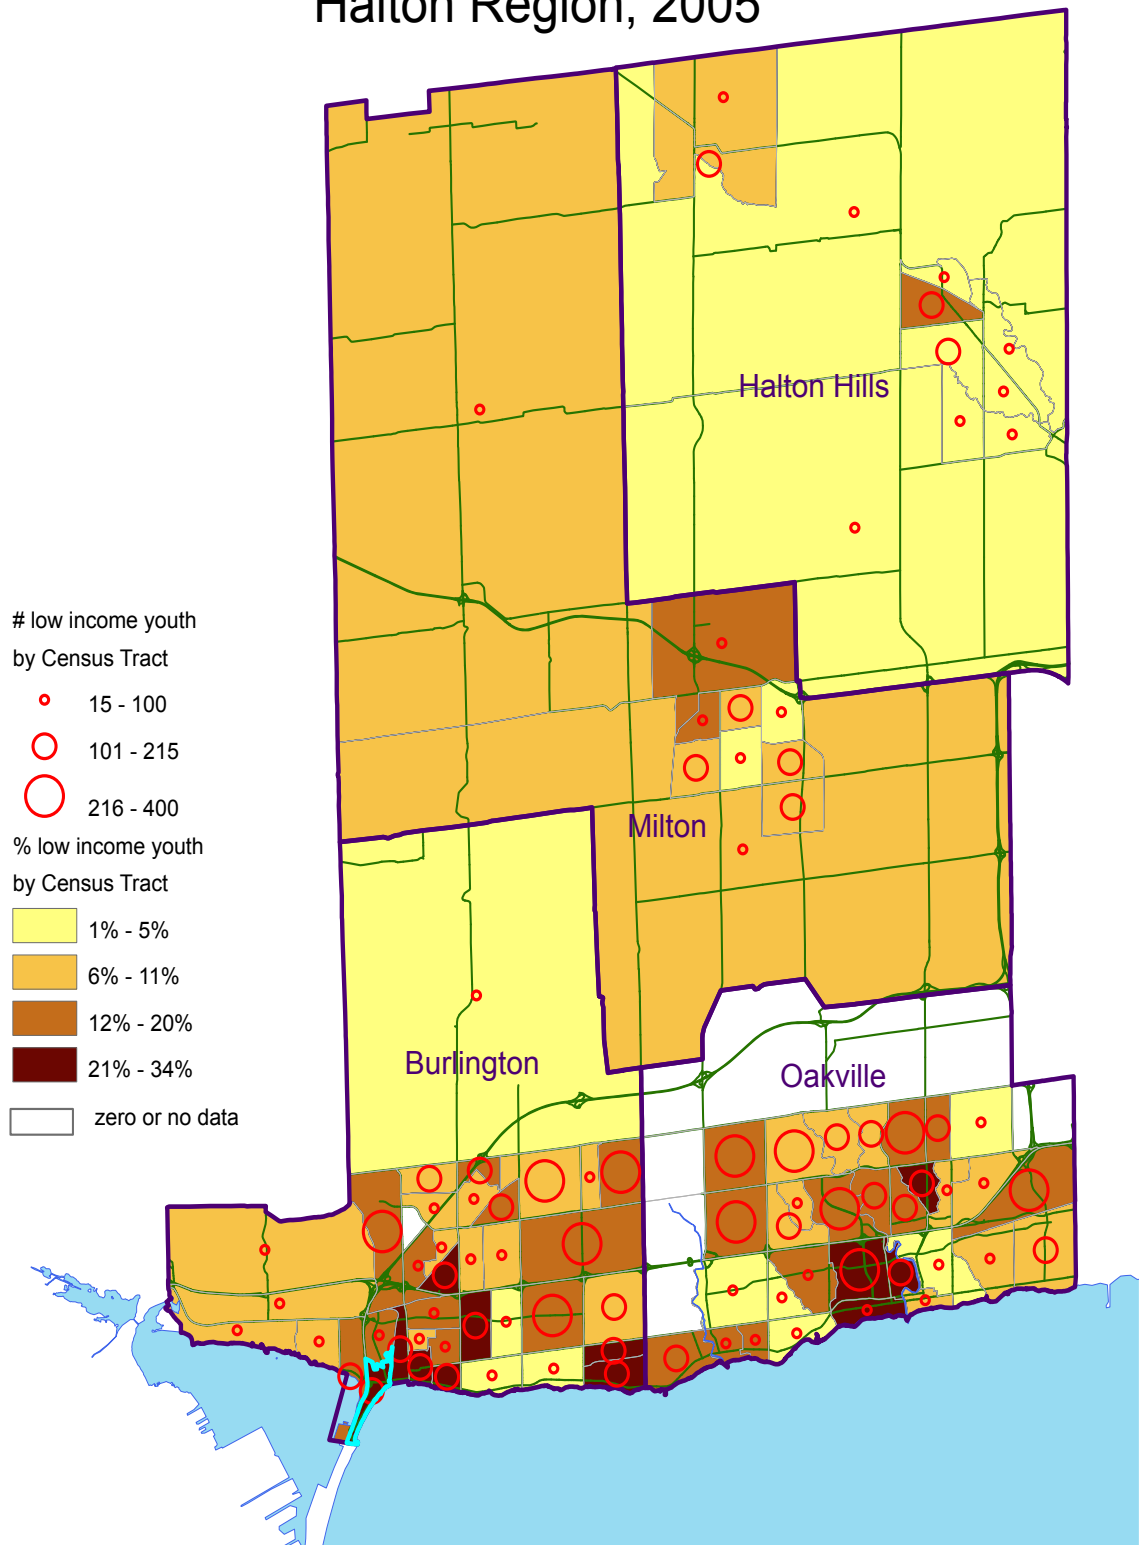 Halton Region, 2005
Halton Hills
# low income youth
by Census Tract
15 - 100
101 - 215
216 - 400
% low income youth
by Census Tract
1% - 5%
6% - 11%
12% - 20%
21% - 34%
zero or no data
Milton
Burlington
Oakville